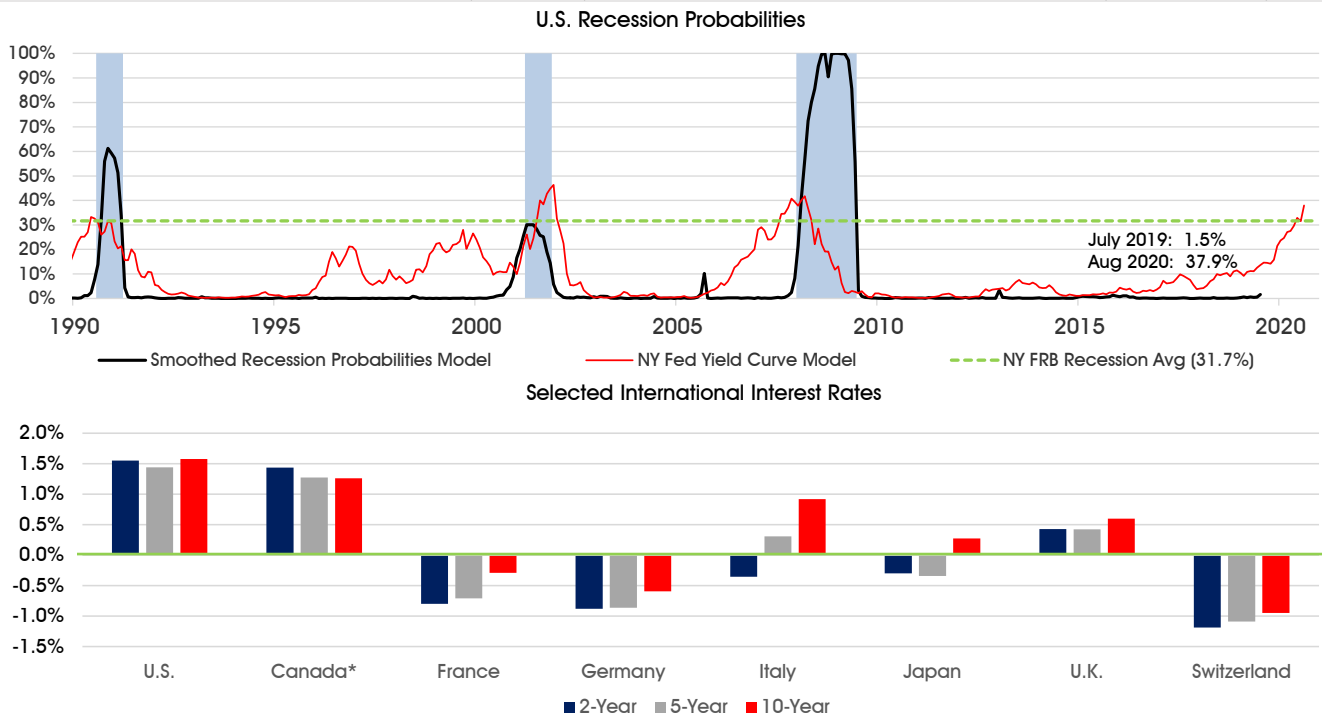 U.S. Recession Probabilities
100%
90%
80%
70%
60%
50%
40%
30%
20%
10%
0%
July 2019: 1.5%
Aug 2020: 37.9%
1990 1995 2000 2005 2010 2015 2020
Smoothed Recession Probabilities Model NY Fed Yield Curve Model NY FRB Recession Avg (31.7%)
Selected International Interest Rates
2.0%
1.5%
1.0%
0.5%
0.0%
-0.5%
-1.0%
-1.5%
U.S. Canada* France Germany Italy Japan U.K. Switzerland
2-Year 5-Year 10-Year